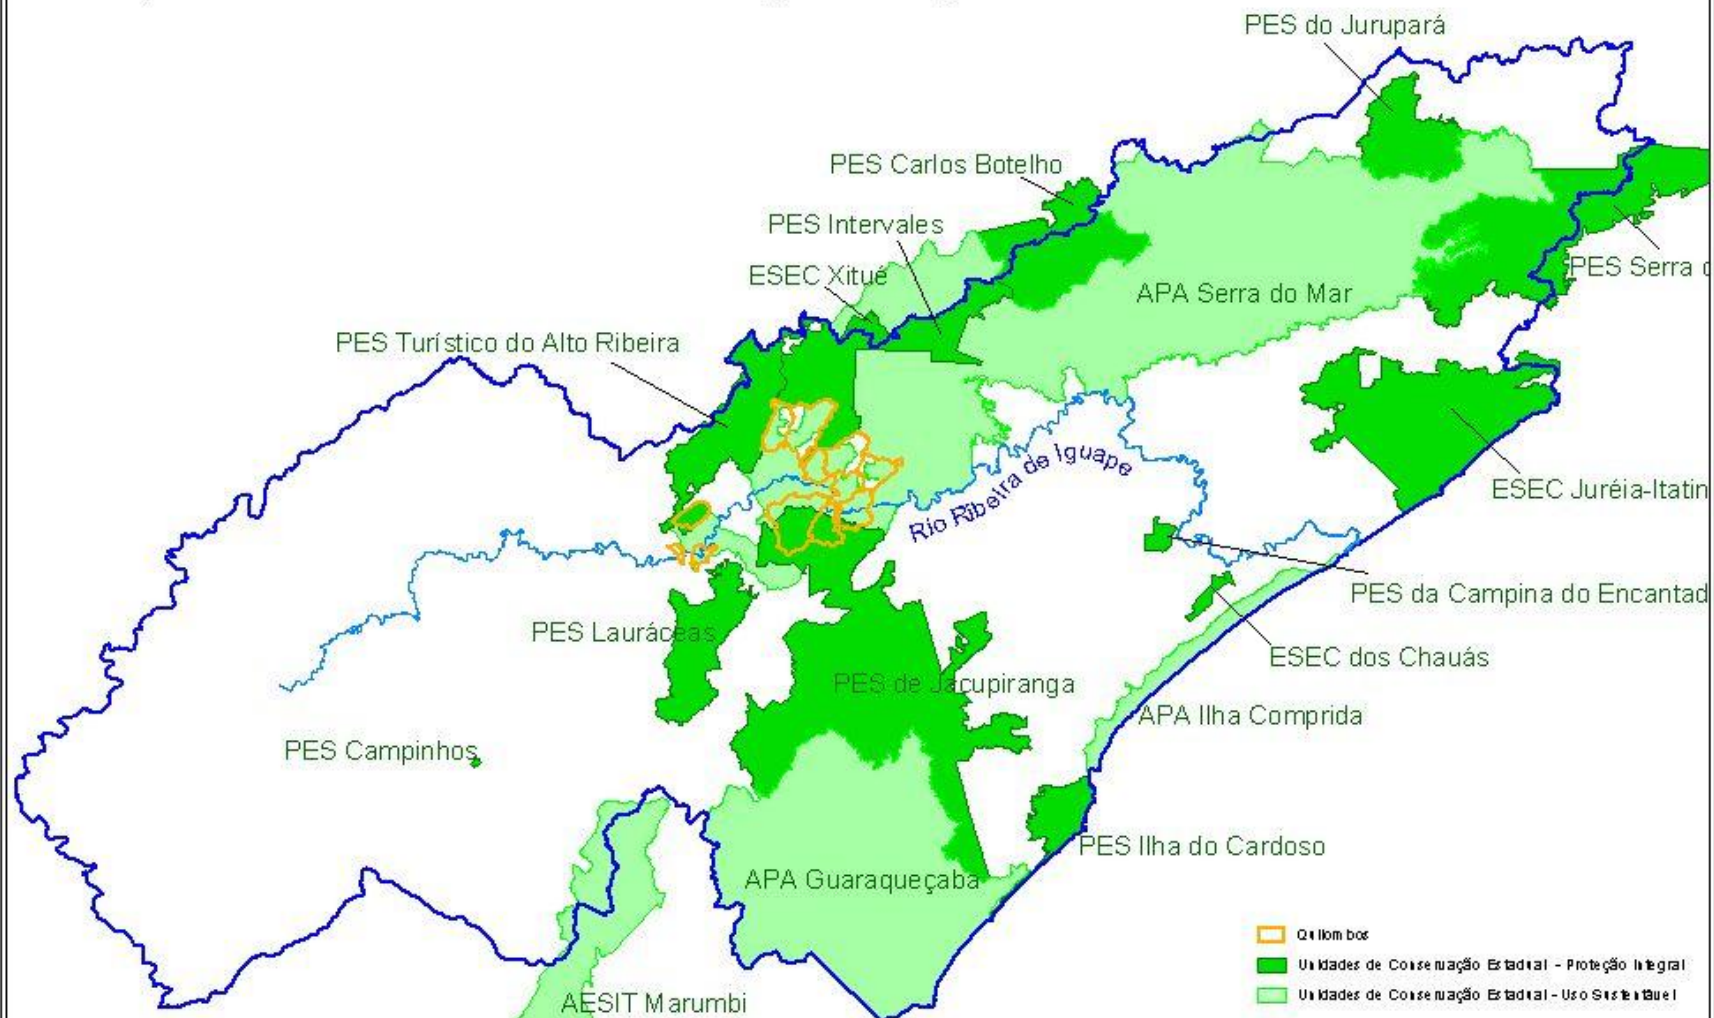 PES do Jurupará
PES Carlos Botelho
PES Intervales
ESEC Xitué
PES Serra
APA Serra do Mar
PES Turístico do Alto Ribeira
Rio Ribeira de Iguape
ESEC Juréia-Itatin
PES da Campina do Encantad
PES Lauráceas
ESEC dos Chauás
PES de Jacupiranga
APA Ilha Comprida
PES Campinhos
PES Ilha do Cardoso
APA Guaraqueçaba
AESIT Marumbi
Quilombos
Unidades de Conservação Estadual - Proteção Integral
Unidades de Conservação Estadual - Uso Sustentável